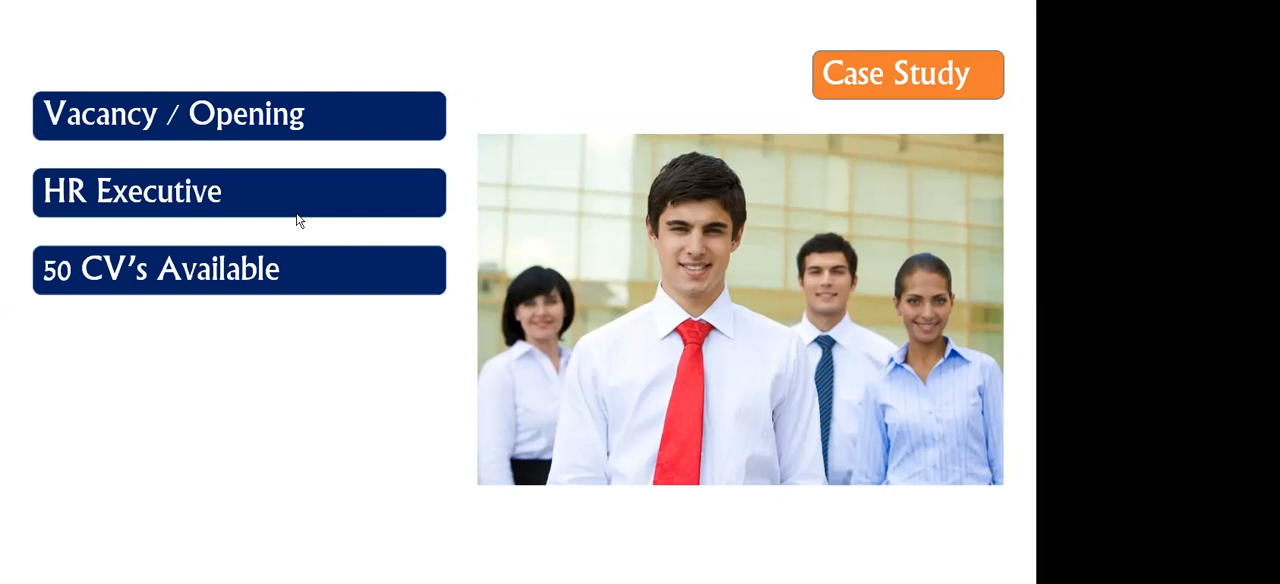 Case Study
Vacancy / Opening
HR Executive
50 CV's Available